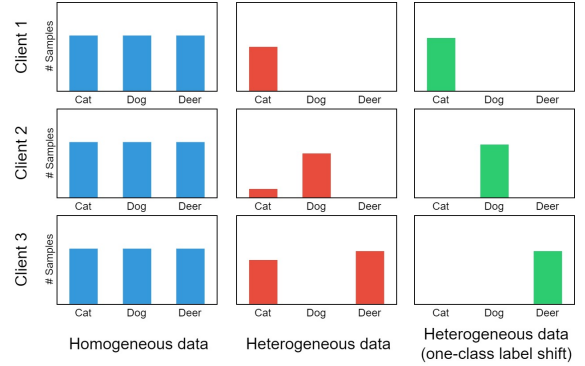 Client 1
# Samples
Cat Dog Deer
Cat Dog Deer
Cat Dog Deer
Client 2
# Samples
Cat Dog Deer
Cat Dog Deer
Cat Dog Deer
Client 3
# Samples
Cat Dog Deer
Cat Dog Deer
Cat Dog Deer
Homogeneous data
Heterogeneous data
Heterogeneous data
(one-class label shift)